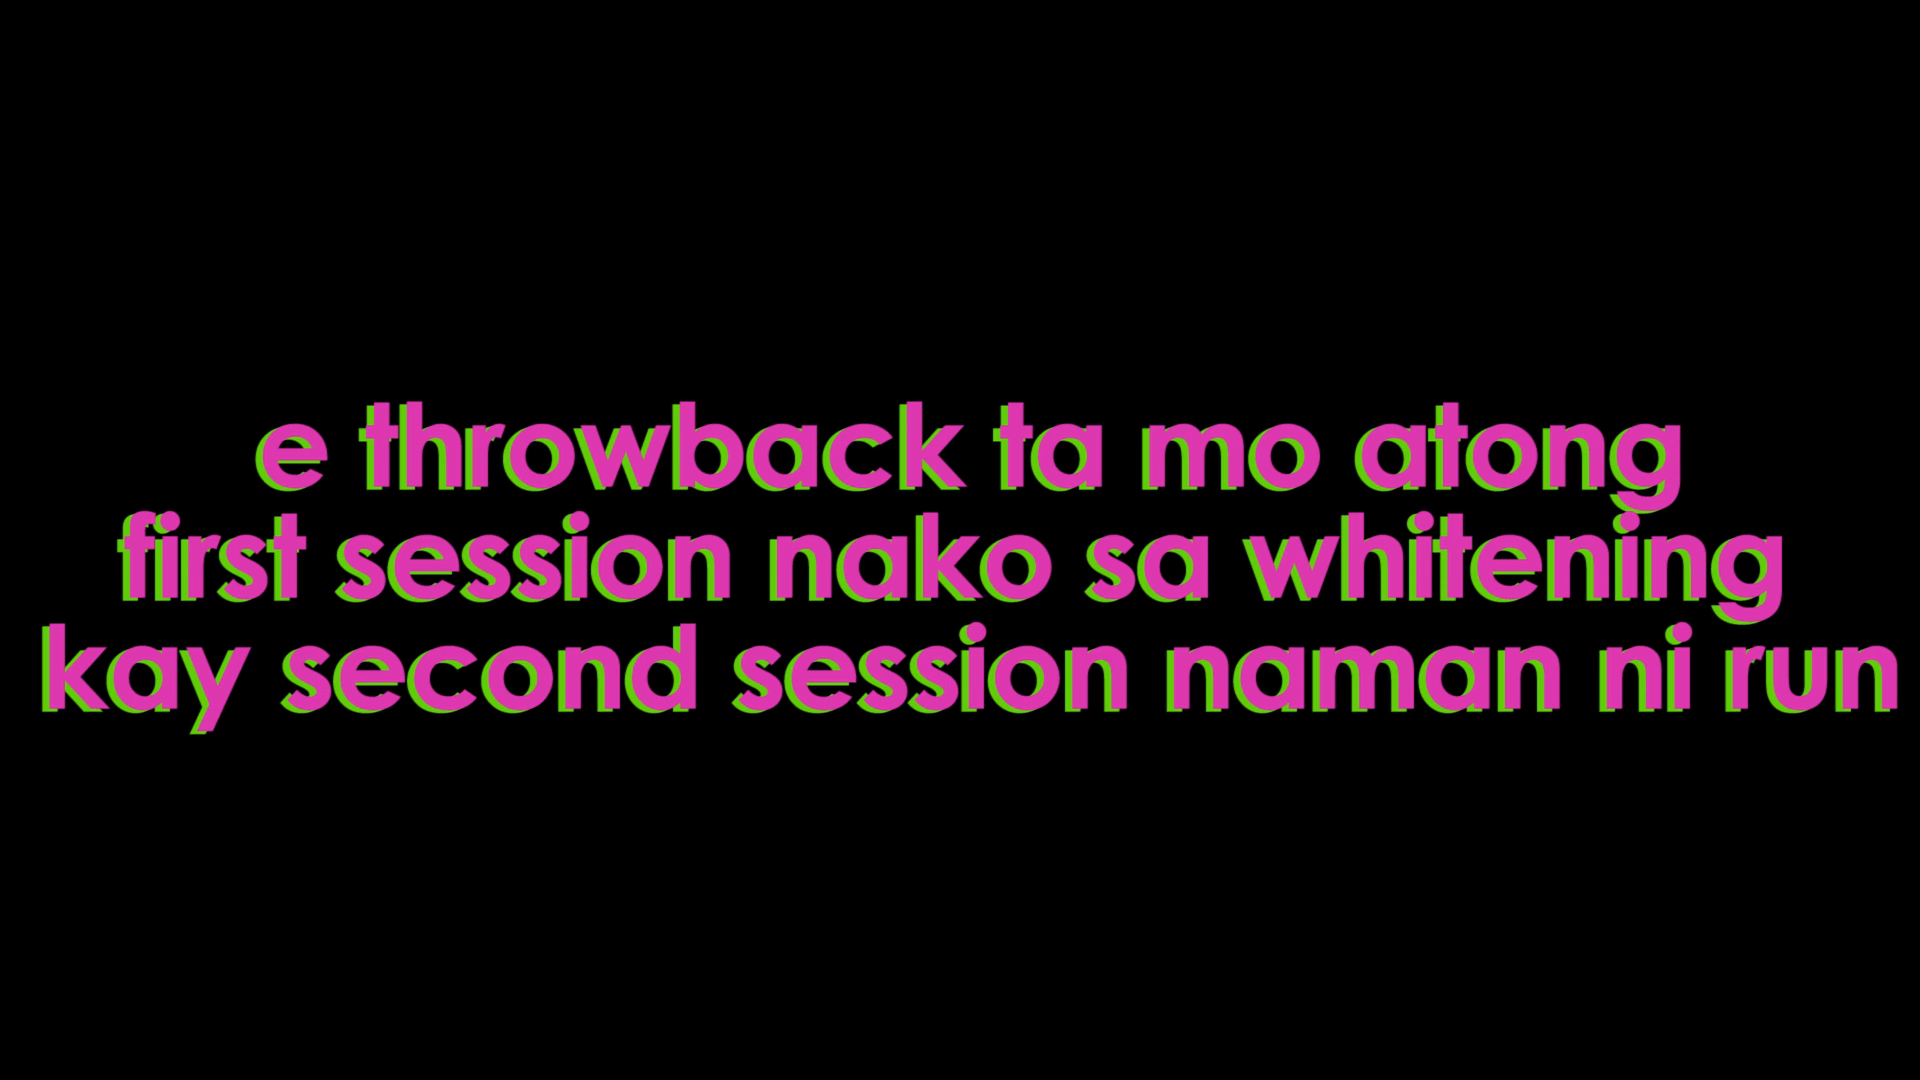 e throwback ta mo atong
first session nako sa whitening
kay second session naman ni run